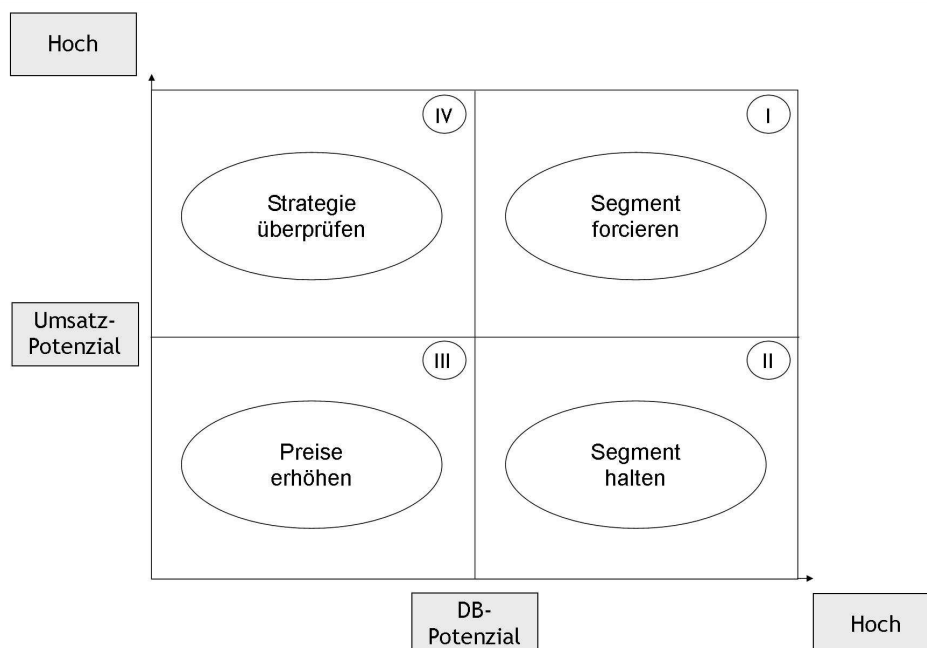 Hoch
IV
I
Strategie
überprüfen
Segment
forcieren
Umsatz-
Potenzial
III
II
Preise
erhöhen
Segment
halten
DB-
Potenzial
Hoch